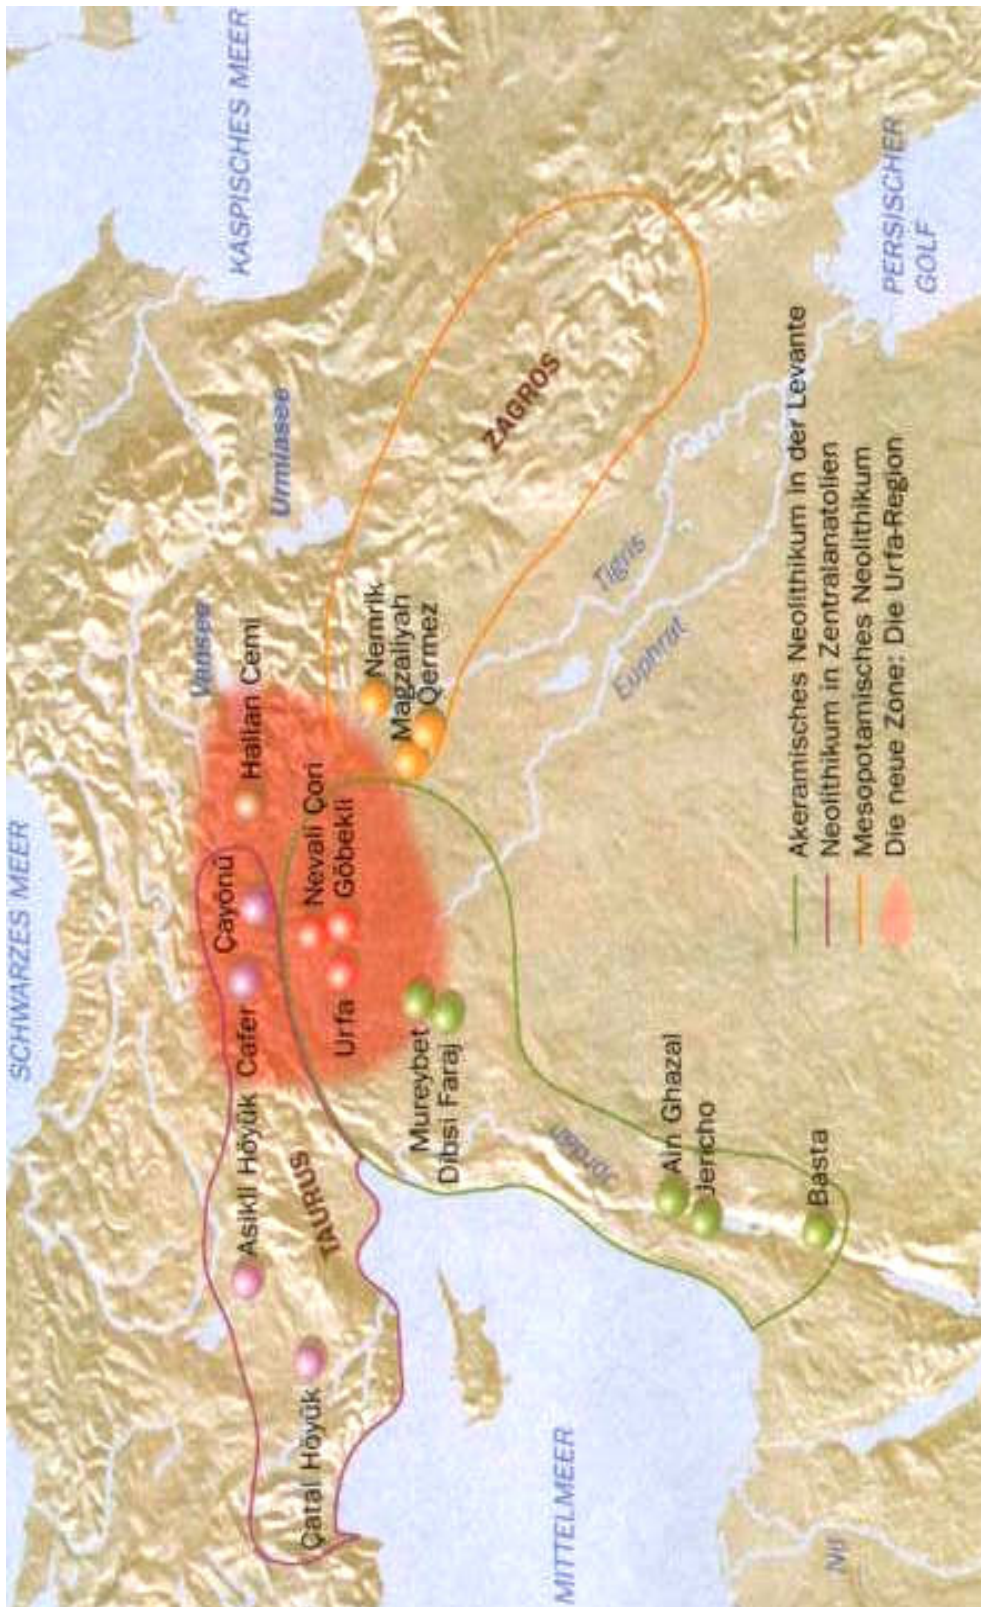 SCHWARZES MEER
KASPISCHES MEER
Vansee
Urmiasee
Çayönü
Hallan Cemi
Asikli Höyük
Cafer
Nevali Çori
Göbekli
Urfa
Çatal Höyük
TAURUS
Nemrik
Magzaliyah
Qermez
Mureybet
Dibsi Faraj
ZAGROS
Tigris
Euphrat
MITTELMEER
Jordan
Ain Ghazal
Jericho
Basta
Nil
PERSISCHER
GOLF
Akeramisches Neolithikum in der Levante
Neolithikum in Zentralanatolien
Mesopotamisches Neolithikum
Die neue Zone: Die Urfa-Region